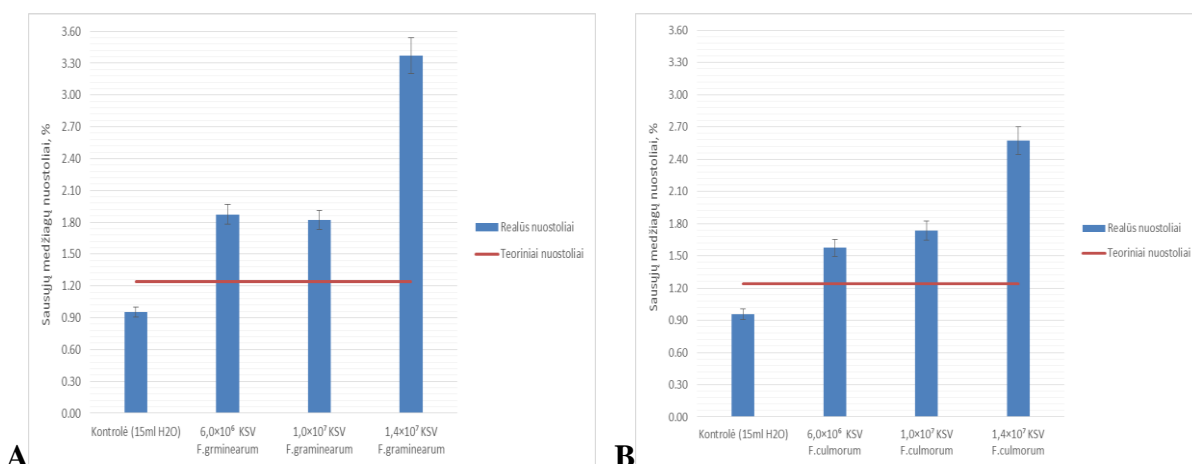 3.60
3.30
3.00
2.70
2.40
2.10
1.80
1.50
1.20
0.90
0.60
0.30
0.00
Sausųjų medžiagų nuostoliai, %
Kontrolė (15ml H2O)
6,0×10⁶ KSV
F.grminearum
1,0×10⁷ KSV
F.graminearum
1,4×10⁷ KSV
F.graminearum
Realūs nuostoliai
Teoriniai nuostoliai
A
3.60
3.30
3.00
2.70
2.40
2.10
1.80
1.50
1.20
0.90
0.60
0.30
0.00
Sausųjų medžiagų nuostoliai, %
Kontrolė (15ml H2O)
6,0×10⁶ KSV
F.culmorum
1,0×10⁷ KSV
F.culmorum
1,4×10⁷ KSV
F.culmorum
Realūs nuostoliai
Teoriniai nuostoliai
B